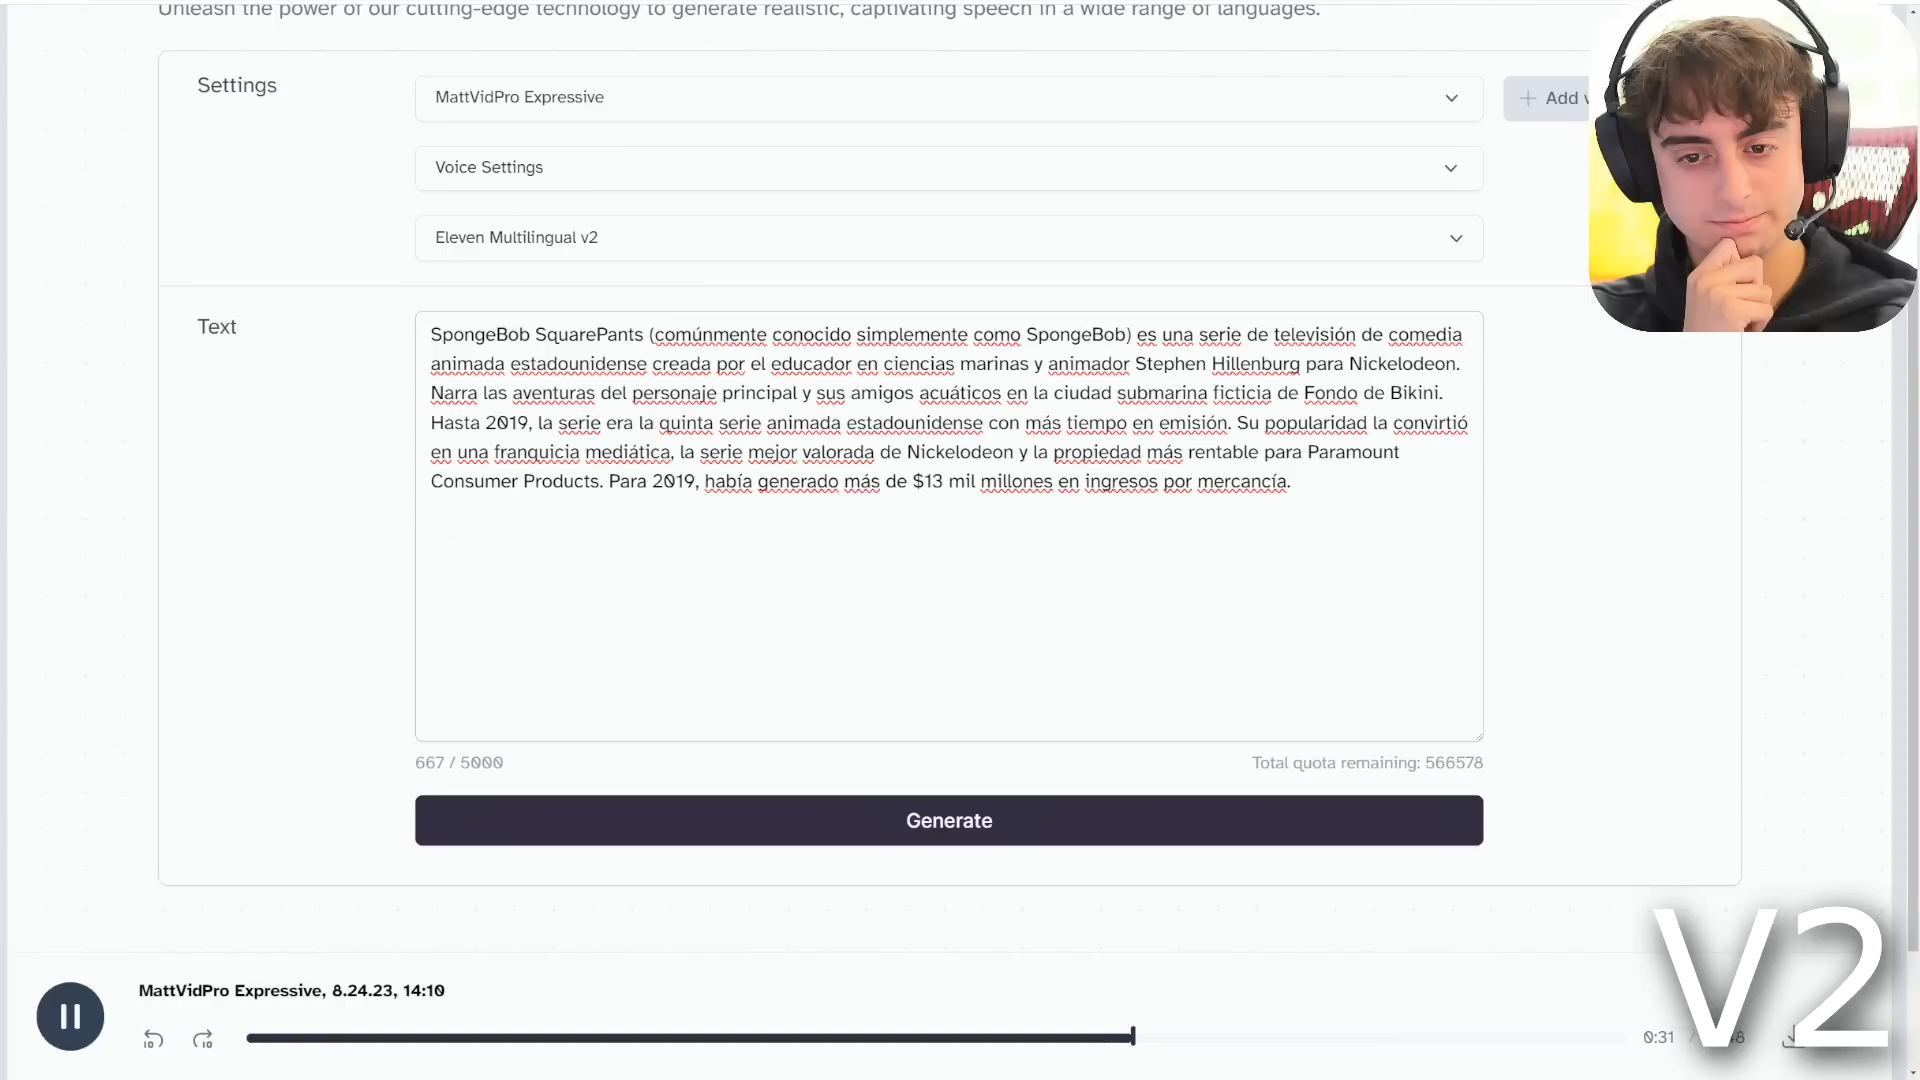 Unleash the power of our cutting-edge technology to generate realistic, captivating speech in a wide range of languages.
Settings
MattVidPro Expressive
Add
Voice Settings
Eleven Multilingual v2
Text
SpongeBob SquarePants (comúnmente conocido simplemente como SpongeBob) es una serie de televisión de comedia
animada estadounidense creada por el educador en ciencias marinas y animador Stephen Hillenburg para Nickelodeon.
Narra las aventuras del personaje principal y sus amigos acuáticos en la ciudad submarina ficticia de Fondo de Bikini.
Hasta 2019, la serie era la quinta serie animada estadounidense con más tiempo en emisión. Su popularidad la convirtió
en una franquicia mediática, la serie mejor valorada de Nickelodeon y la propiedad más rentable para Paramount
Consumer Products. Para 2019, había generado más de $13 mil millones en ingresos por mercancía.
667 / 5000
Total quota remaining: 566578
Generate
V2
MattVidPro Expressive, 8.24.23, 14:10
10
10
0:31